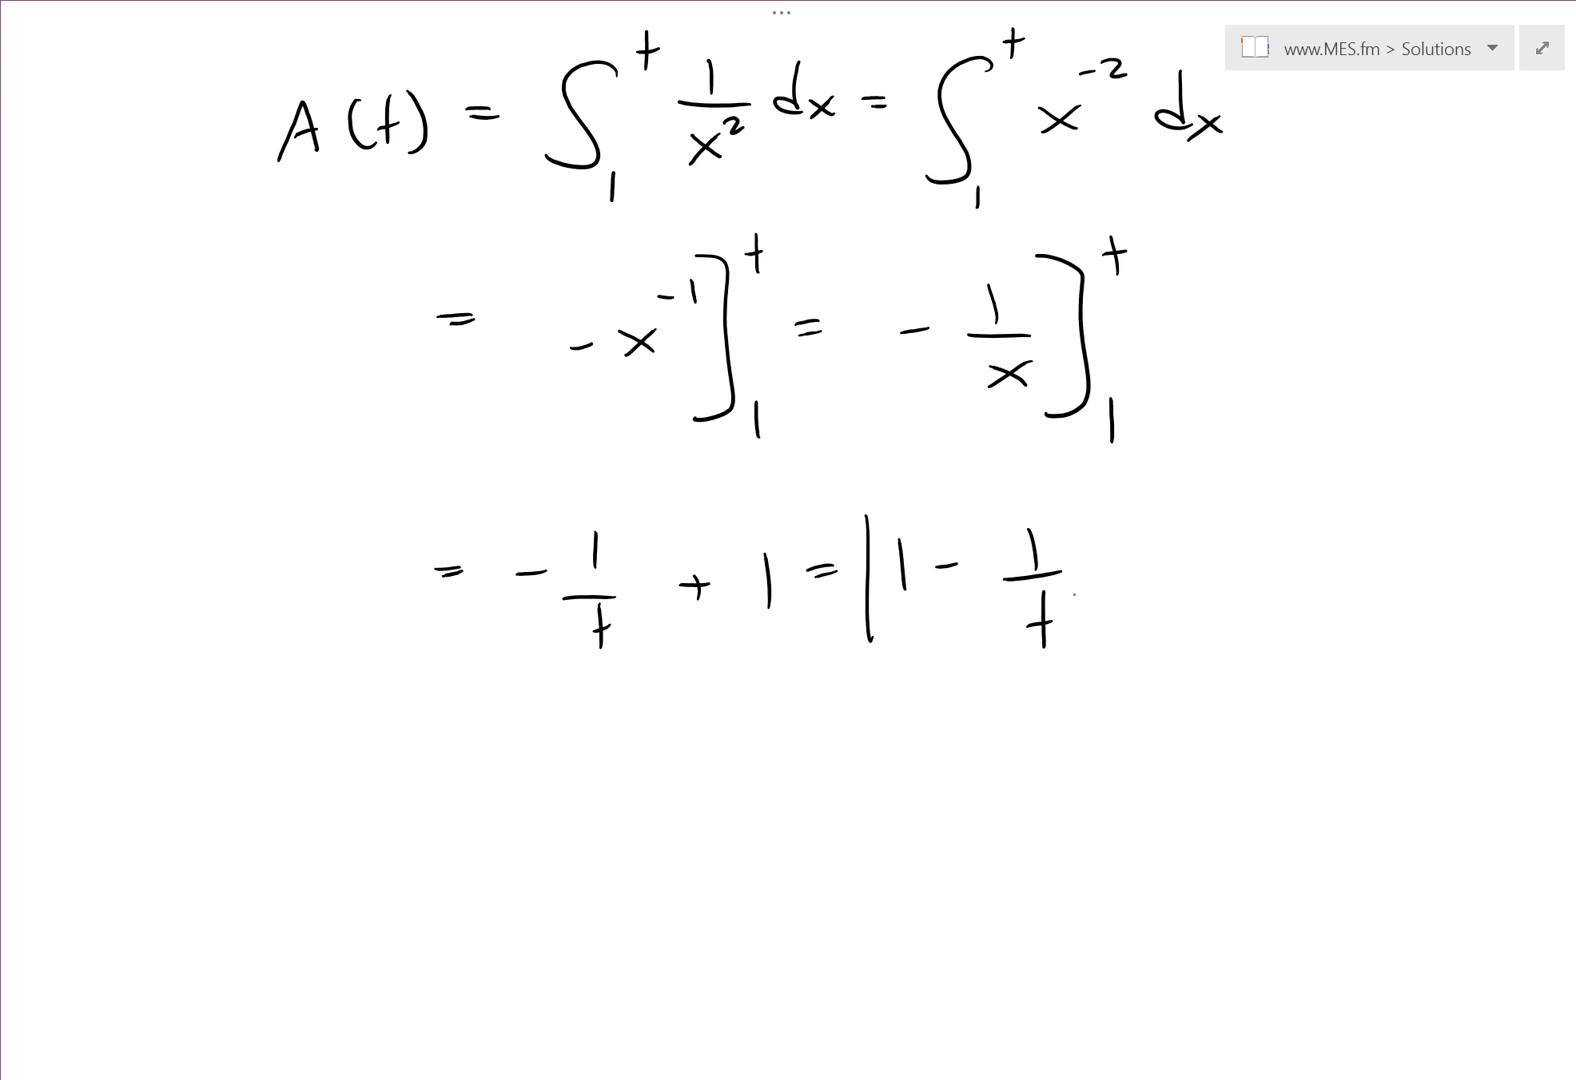 www.MES.fm > Solutions
A(t) = ∫₁ᵗ 1/x² dx = ∫₁ᵗ x⁻² dx
= -x⁻¹]₁ᵗ = - 1/x]₁ᵗ
= - 1/t + 1 = |1 - 1/t